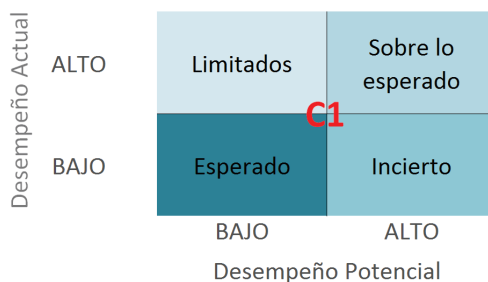 Desempeño Actual
ALTO
Limitados
Sobre lo
esperado
C1
BAJO
Esperado
Incierto
BAJO
ALTO
Desempeño Potencial